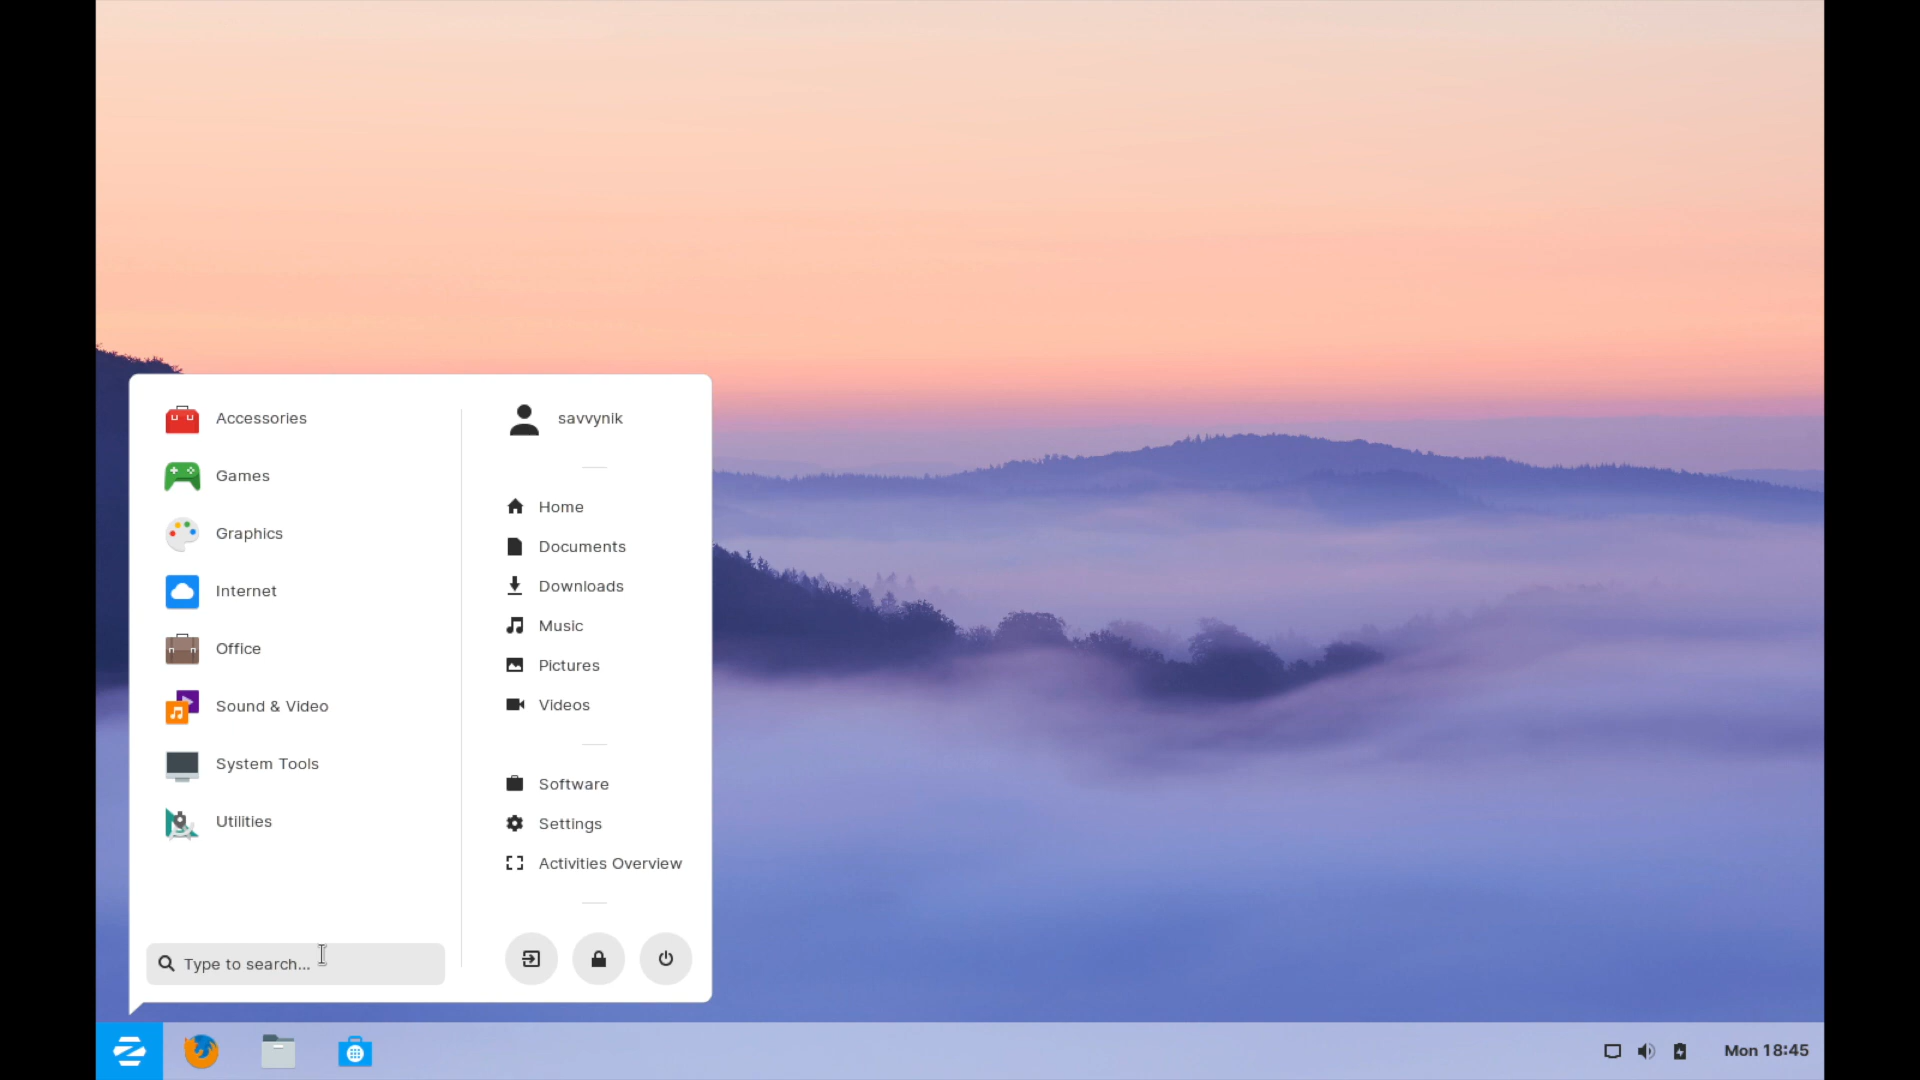 Accessories
Games
Graphics
Internet
Office
Sound & Video
System Tools
Utilities
Type to search...
savvynik
Home
Documents
Downloads
Music
Pictures
Videos
Software
Settings
Activities Overview
Mon 18:45